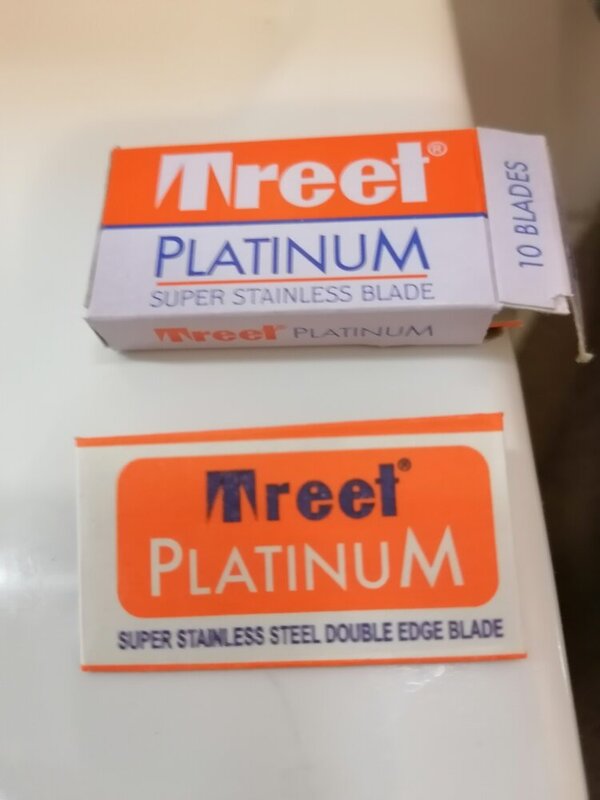 Treet®
PLATINUM
SUPER STAINLESS BLADE
10 BLADES
Treet PLATINUM
Treet®
PLATINUM
SUPER STAINLESS STEEL DOUBLE EDGE BLADE